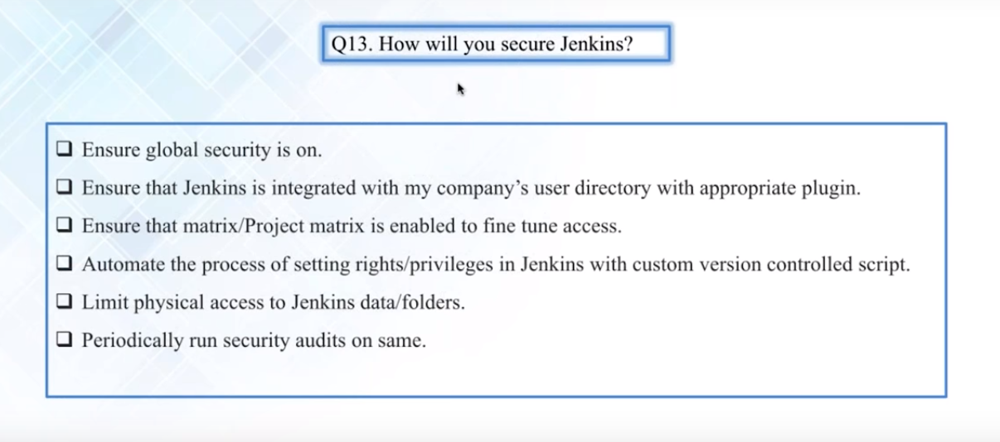 Q13. How will you secure Jenkins?
❑ Ensure global security is on.
❑ Ensure that Jenkins is integrated with my company’s user directory with appropriate plugin.
❑ Ensure that matrix/Project matrix is enabled to fine tune access.
❑ Automate the process of setting rights/privileges in Jenkins with custom version controlled script.
❑ Limit physical access to Jenkins data/folders.
❑ Periodically run security audits on same.